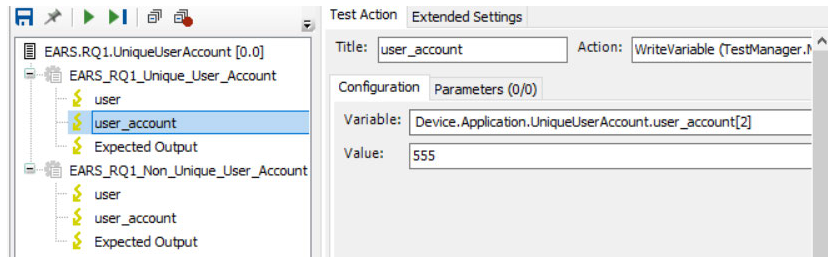 EARS.RQ1.UniqueUserAccount [0.0]
EARS_RQ1_Unique_User_Account
user
user_account
Expected Output
EARS_RQ1_Non_Unique_User_Account
user
user_account
Expected Output
Test Action Extended Settings
Title: user_account Action: WriteVariable (TestManager.
Configuration Parameters (0/0)
Variable: Device.Application.UniqueUserAccount.user_account[2]
Value: 555